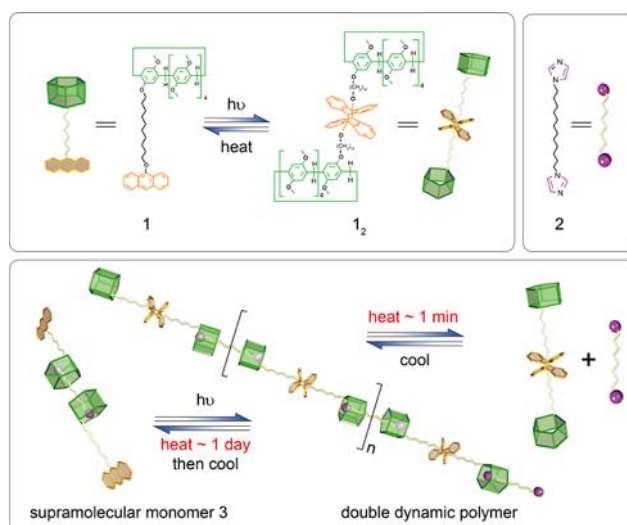 hυ
heat
1
1₂
2
heat ~ 1 min
cool
hυ
heat ~ 1 day
then cool
n
supramolecular monomer 3
double dynamic polymer